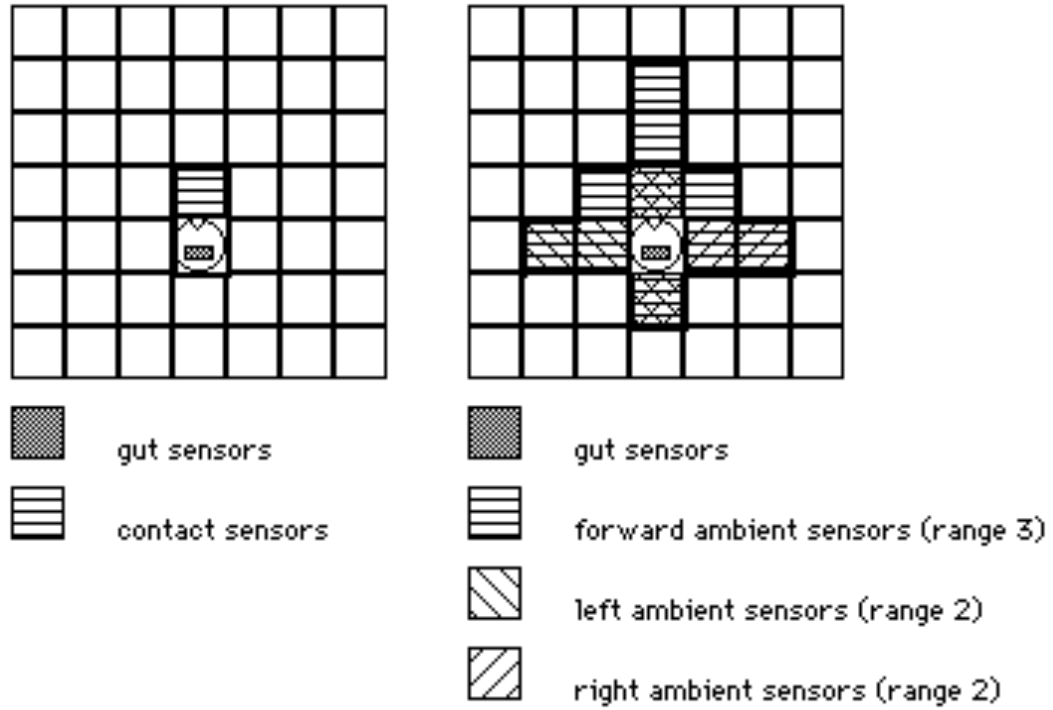 gut sensors
contact sensors
gut sensors
forward ambient sensors (range 3)
left ambient sensors (range 2)
right ambient sensors (range 2)